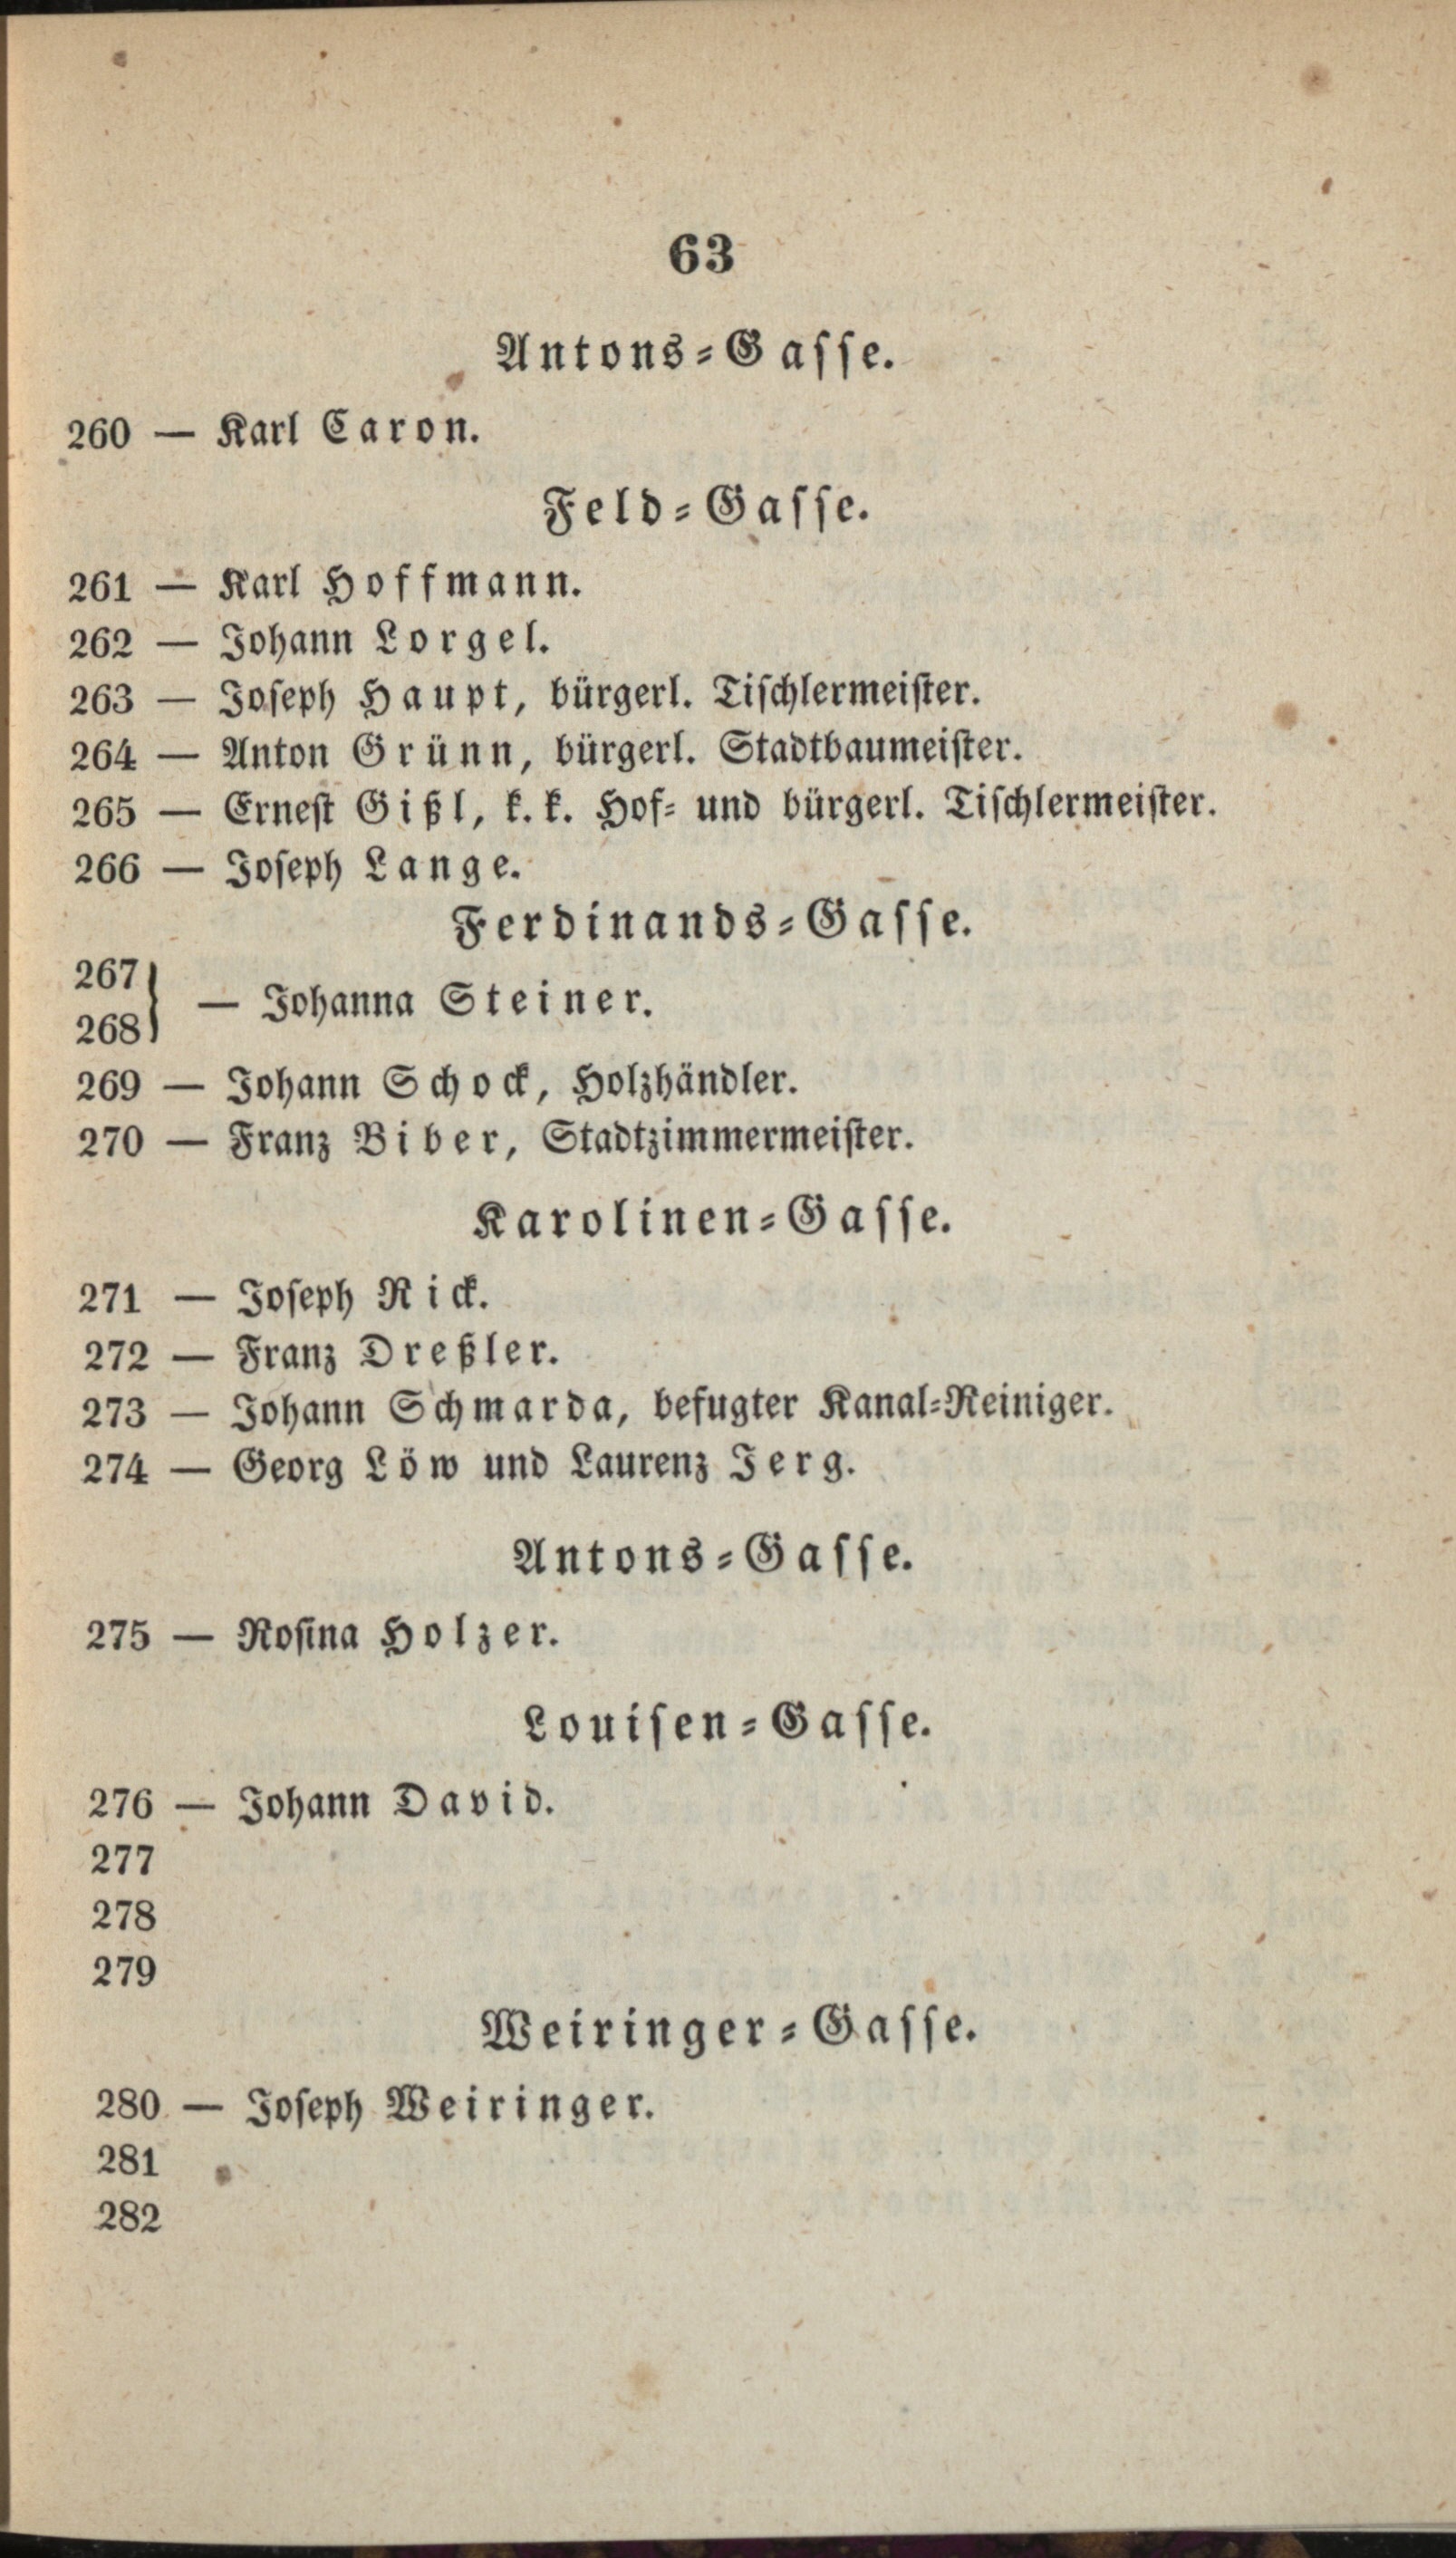 63
Antons-Gasse.
260 — Karl Caron.
Feld-Gasse.
261 — Karl Hoffmann.
262 — Johann Lorgel.
263 — Joseph Haupt, bürgerl. Tischlermeister.
264 — Anton Grünn, bürgerl. Stadtbaumeister.
265 — Ernest Gißl, k. k. Hof- und bürgerl. Tischlermeister.
266 — Joseph Lange.
Ferdinands-Gasse.
267
268} — Johanna Steiner.
269 — Johann Schock, Holzhändler.
270 — Franz Biber, Stadtzimmermeister.
Karolinen-Gasse.
271 — Joseph Rick.
272 — Franz Dreßler.
273 — Johann Schmarda, befugter Kanal-Reiniger.
274 — Georg Löw und Laurenz Jerg.
Antons-Gasse.
275 — Rosina Holzer.
Louisen-Gasse.
276 — Johann David.
277
278
279
Weiringer-Gasse.
280 — Joseph Weiringer.
281
282